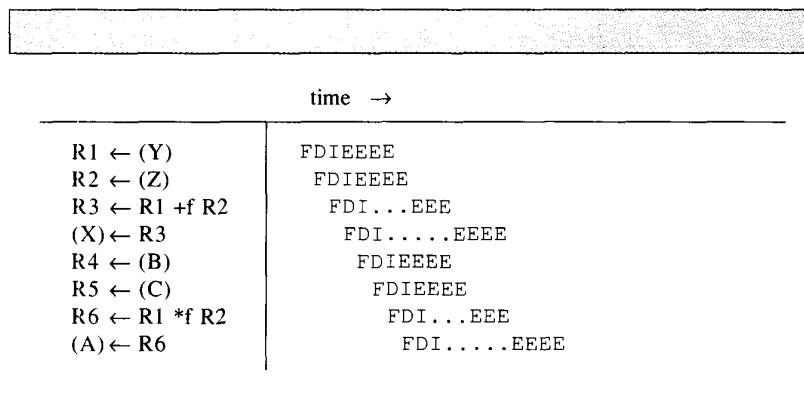 time →
R1 ← (Y) FDIEEEE
R2 ← (Z) FDIEEEE
R3 ← R1 +f R2 FDI...EEE
(X) ← R3 FDI.....EEEE
R4 ← (B) FDIEEEE
R5 ← (C) FDIEEEE
R6 ← R1 *f R2 FDI...EEE
(A) ← R6 FDI.....EEEE